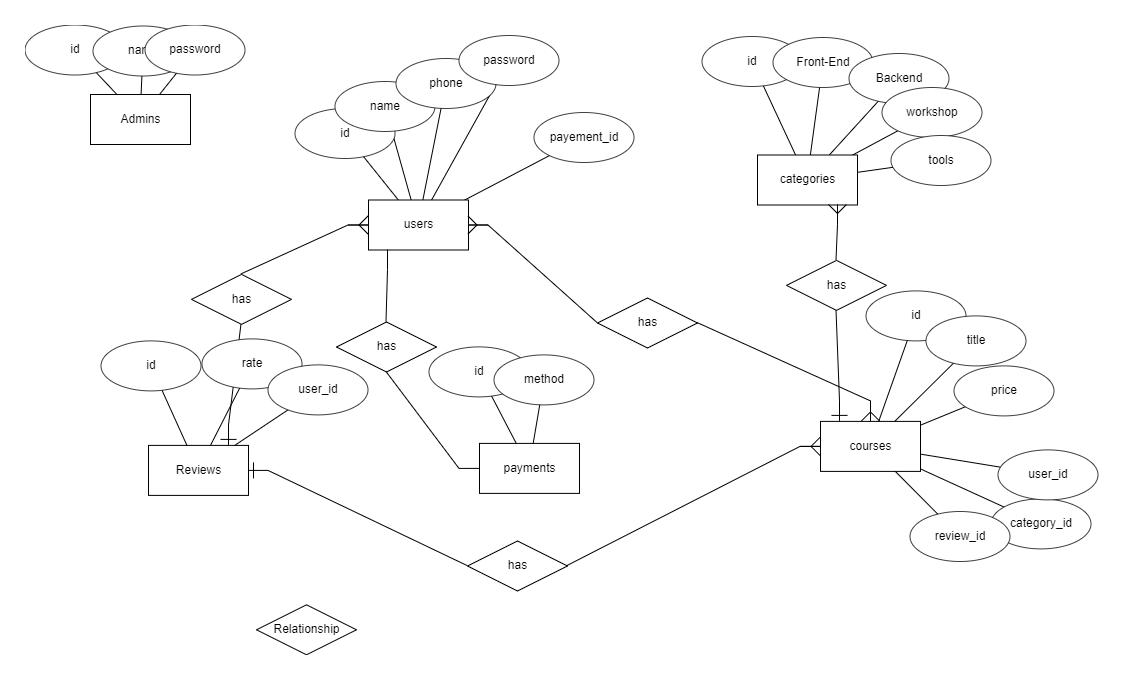 id
password
Admins
id
name
phone
password
payement_id
users
id
Front-End
Backend
workshop
tools
categories
has
has
has
has
id
rate
user_id
Reviews
id
method
payments
id
title
price
user_id
category_id
review_id
courses
has
Relationship